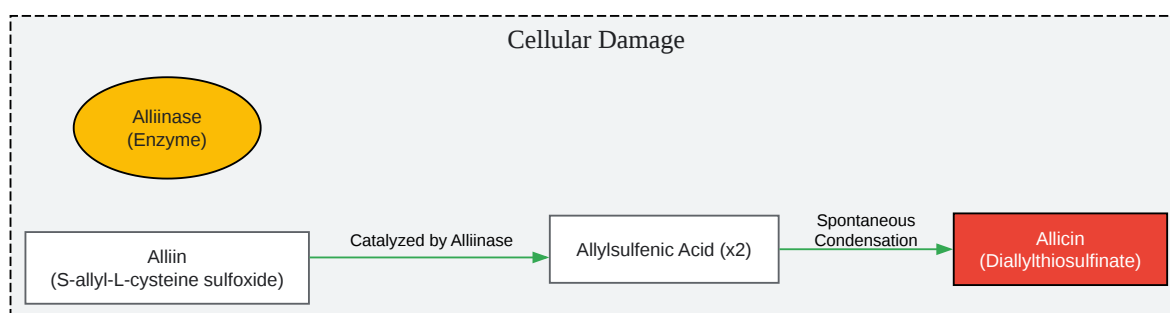 Cellular Damage
Alliinase
(Enzyme)
Alliin
(S-allyl-L-cysteine sulfoxide)
Catalyzed by Alliinase
Allylsulfenic Acid (x2)
Spontaneous
Condensation
Allicin
(Diallylthiosulfinate)